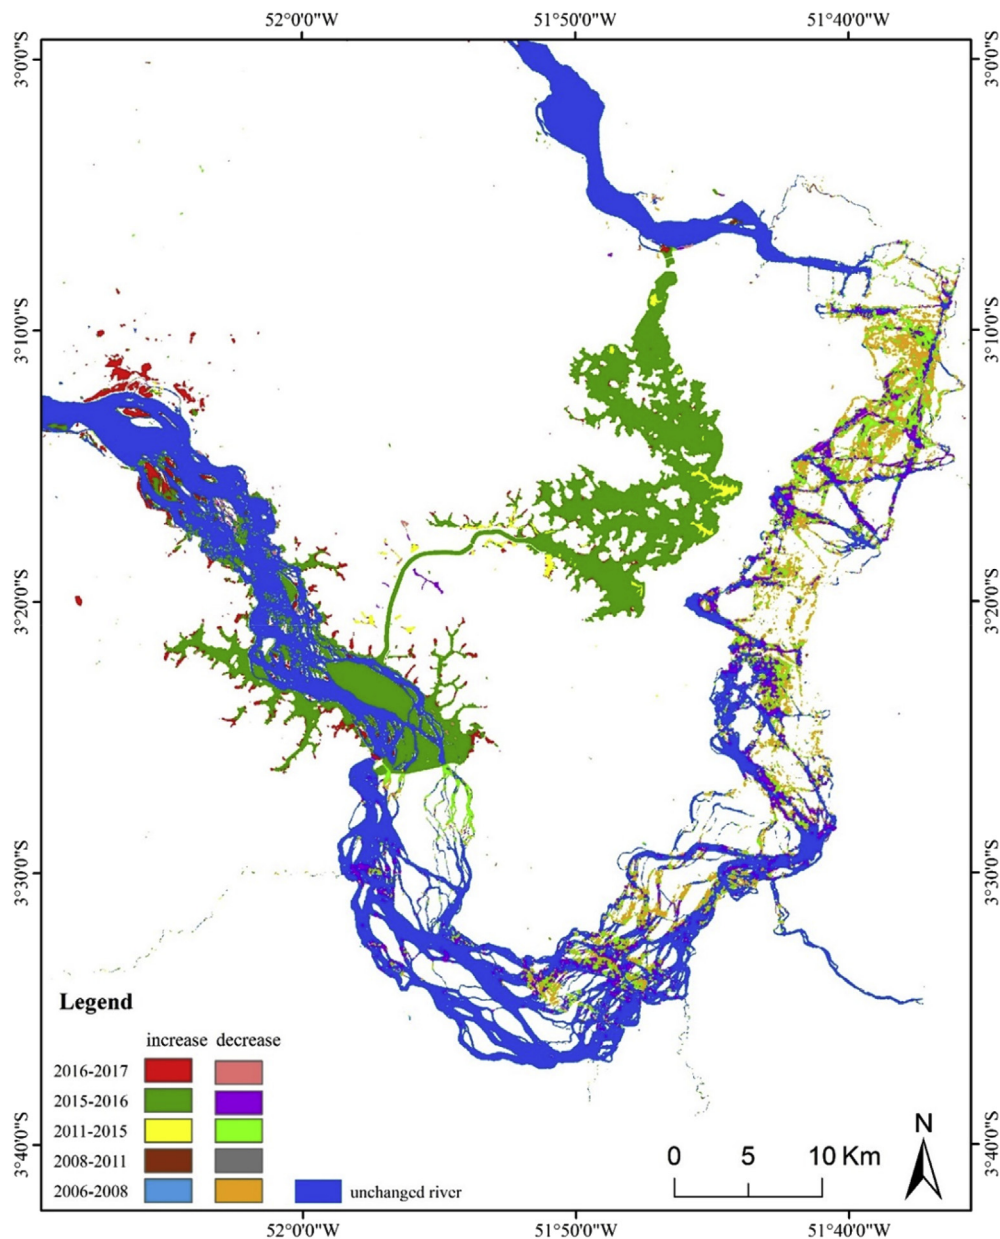 52°0'0"W 51°50'0"W 51°40'0"W
3°0'0"S 3°0'0"S
3°10'0"S 3°10'0"S
3°20'0"S 3°20'0"S
3°30'0"S 3°30'0"S
Legend
increase decrease
2016-2017
2015-2016
2011-2015
2008-2011
2006-2008 unchanged river
N
0 5 10 Km
3°40'0"S 3°40'0"S
52°0'0"W 51°50'0"W 51°40'0"W